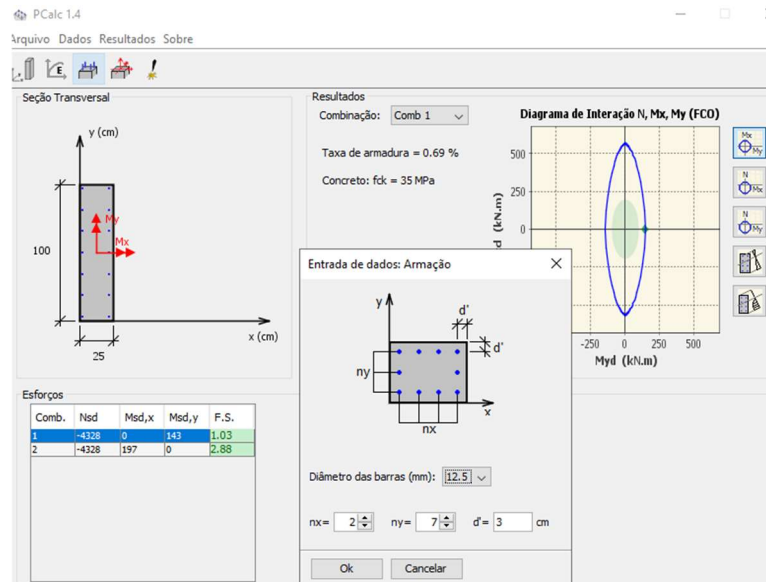 PCalc 1.4
Arquivo Dados Resultados Sobre
E
Seção Transversal
y (cm)
My
Mx
100
x (cm)
25
Resultados
Combinação: Comb 1
Taxa de armadura = 0.69 %
Concreto: fck = 35 MPa
Diagrama de Interação N, Mx, My (FCO)
500
250
0
d (kN.m)
-250 0 250 500
Myd (kN.m)
Mx
My
N
Mx
N
My
Esforços
Comb. Nsd Msd,x Msd,y F.S.
1 -4328 0 143 1.03
2 -4328 197 0 2.88
Entrada de dados: Armação
y
d'
d'
ny
x
nx
Diâmetro das barras (mm): 12.5
nx= 2 ny= 7 d'= 3 cm
Ok Cancelar